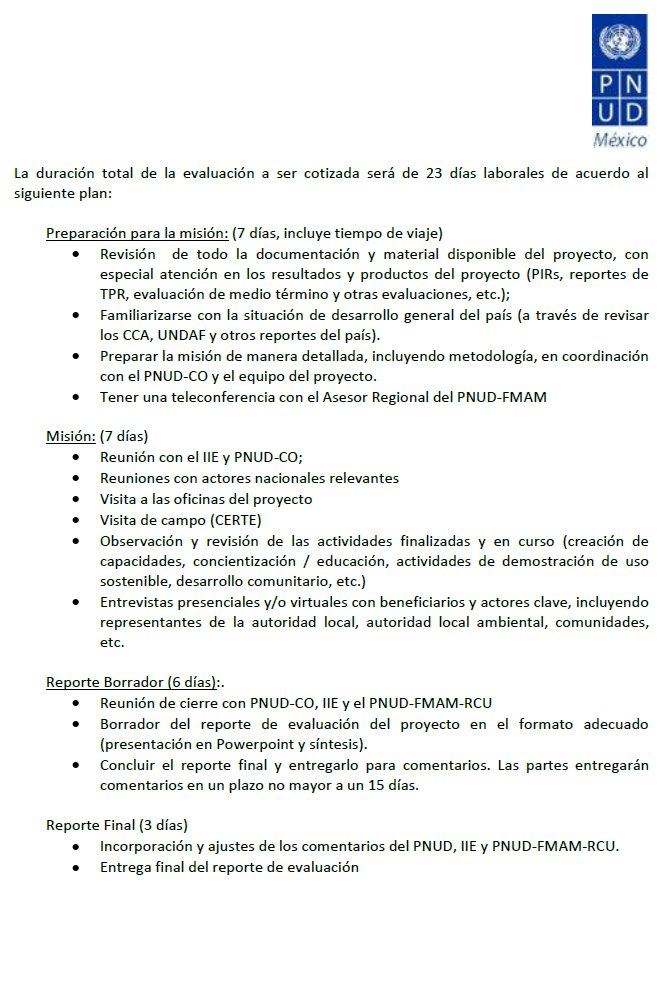 P N
U D
México
La duración total de la evaluación a ser cotizada será de 23 días laborales de acuerdo al
siguiente plan:
Preparación para la misión: (7 días, incluye tiempo de viaje)
• Revisión de todo la documentación y material disponible del proyecto, con
especial atención en los resultados y productos del proyecto (PIRs, reportes de
TPR, evaluación de medio término y otras evaluaciones, etc.);
• Familiarizarse con la situación de desarrollo general del país (a través de revisar
los CCA, UNDAF y otros reportes del país).
• Preparar la misión de manera detallada, incluyendo metodología, en coordinación
con el PNUD-CO y el equipo del proyecto.
• Tener una teleconferencia con el Asesor Regional del PNUD-FMAM
Misión: (7 días)
• Reunión con el IIE y PNUD-CO;
• Reuniones con actores nacionales relevantes
• Visita a las oficinas del proyecto
• Visita de campo (CERTE)
• Observación y revisión de las actividades finalizadas y en curso (creación de
capacidades, concientización / educación, actividades de demostración de uso
sostenible, desarrollo comunitario, etc.)
• Entrevistas presenciales y/o virtuales con beneficiarios y actores clave, incluyendo
representantes de la autoridad local, autoridad local ambiental, comunidades,
etc.
Reporte Borrador (6 días):.
• Reunión de cierre con PNUD-CO, IIE y el PNUD-FMAM-RCU
• Borrador del reporte de evaluación del proyecto en el formato adecuado
(presentación en Powerpoint y síntesis).
• Concluir el reporte final y entregarlo para comentarios. Las partes entregarán
comentarios en un plazo no mayor a un 15 días.
Reporte Final (3 días)
• Incorporación y ajustes de los comentarios del PNUD, IIE y PNUD-FMAM-RCU.
• Entrega final del reporte de evaluación